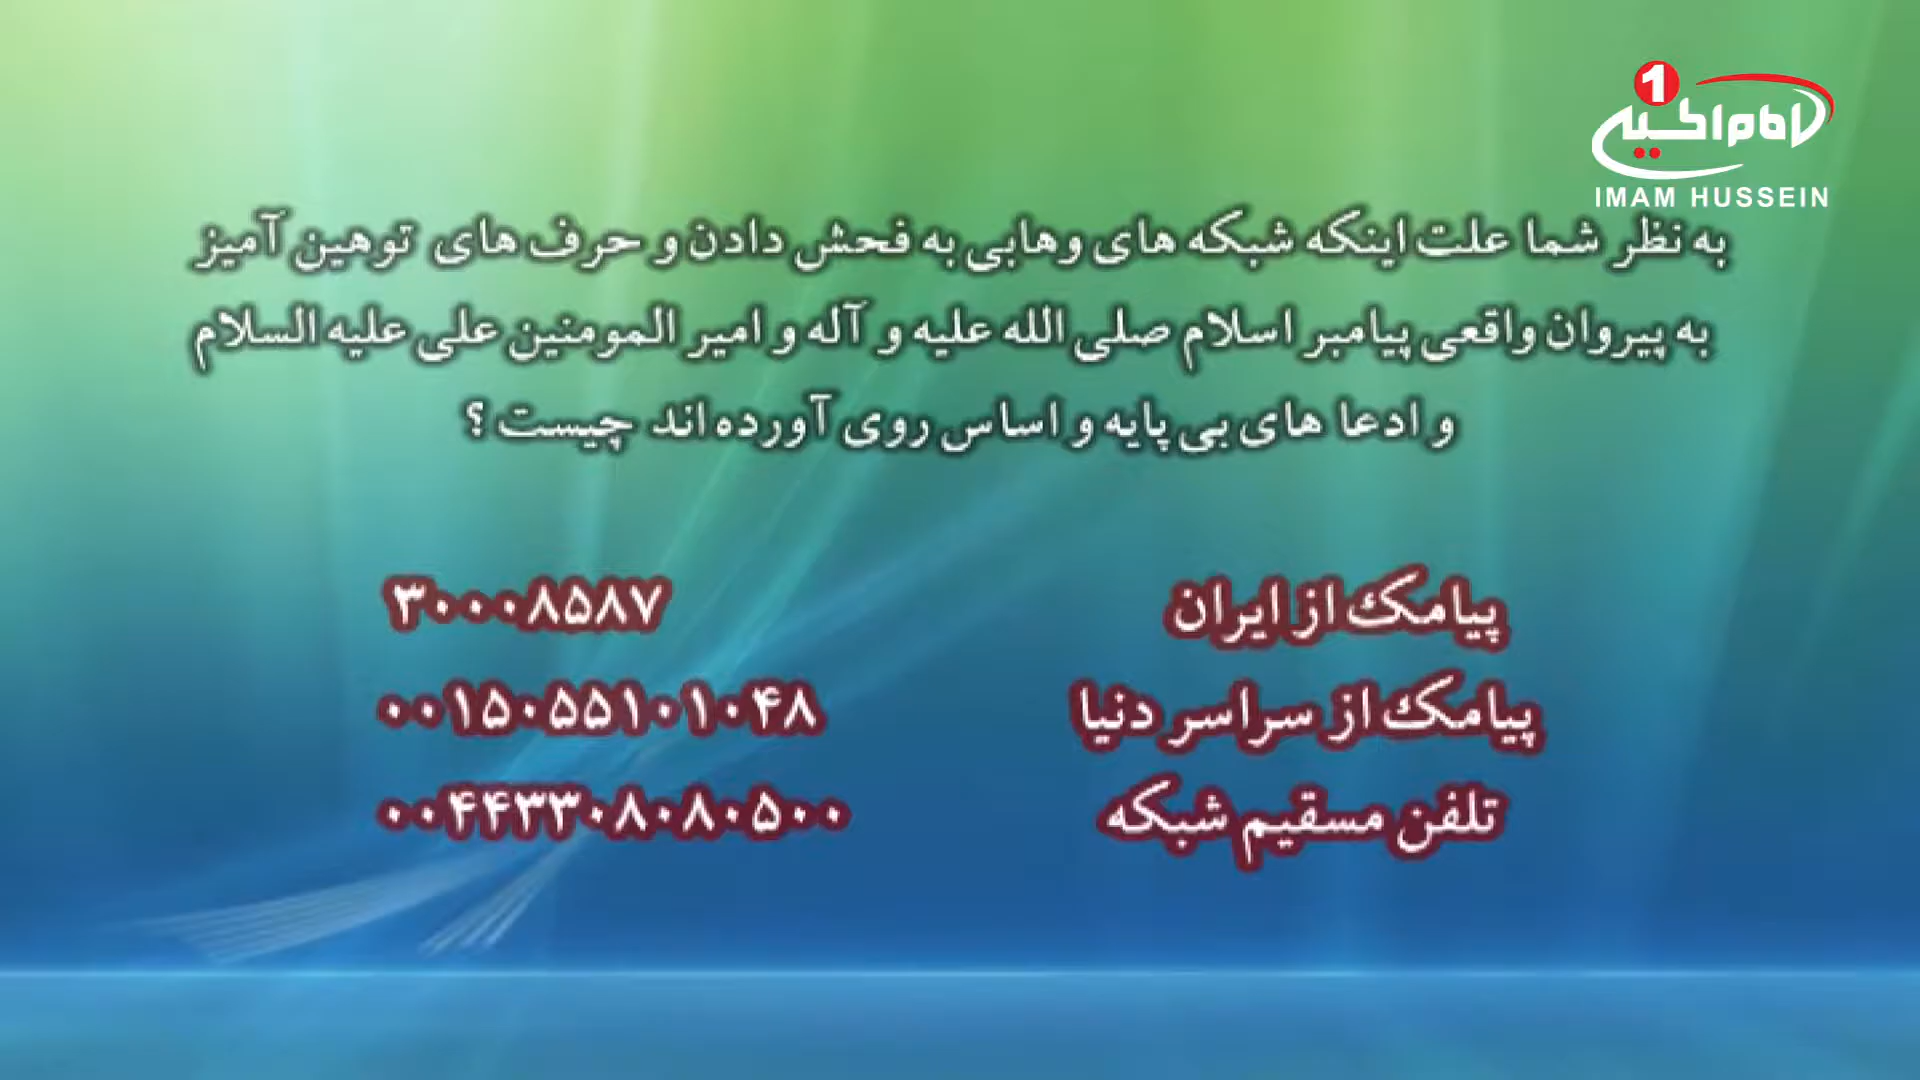 1
امام حسین
IMAM HUSSEIN
به نظر شما علت اینکه شبکه های وهابی به فحش دادن و حرف های توهین آمیز
به پیروان واقعی پیامبر اسلام صلی الله علیه و آله و امیر المومنین علی علیه السلام
و ادعا های بی پایه و اساس روی آورده اند چیست ؟
پیامک از ایران ۳۰۰۰۸۵۸۷
پیامک از سراسر دنیا ۰۰۱۵۰۵۵۱۰۱۰۴۸
تلفن مسقیم شبکه ۰۰۴۴۳۳۰۸۰۸۰۵۰۰